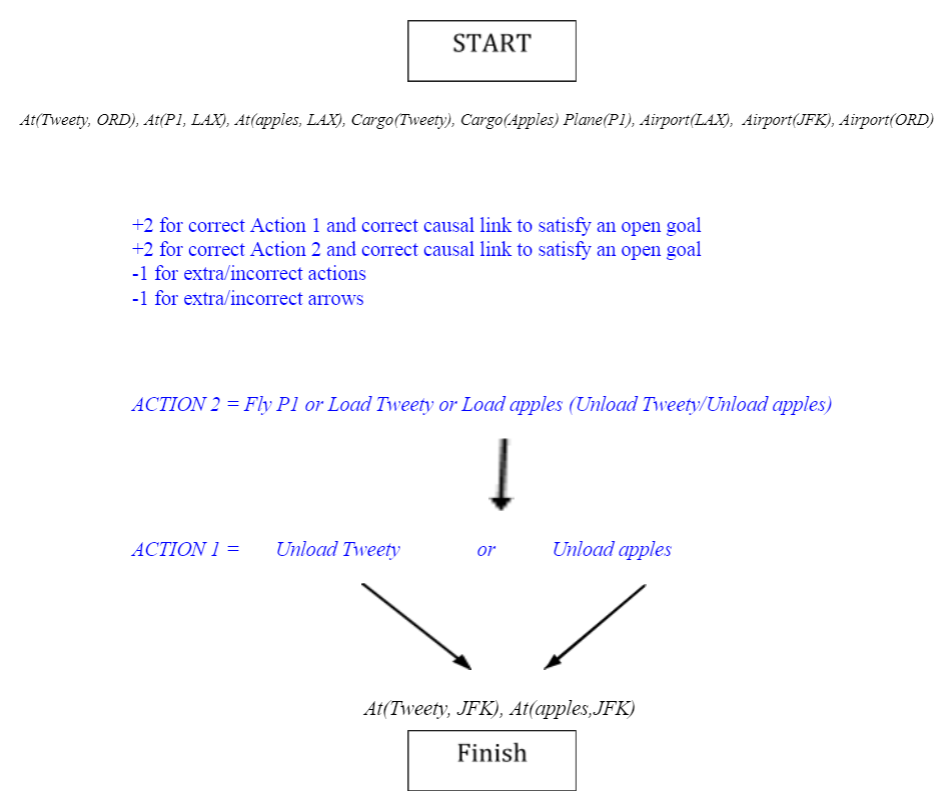 START
At(Tweety, ORD), At(P1, LAX), At(apples, LAX), Cargo(Tweety), Cargo(Apples) Plane(P1), Airport(LAX), Airport(JFK), Airport(ORD)
+2 for correct Action 1 and correct causal link to satisfy an open goal
+2 for correct Action 2 and correct causal link to satisfy an open goal
-1 for extra/incorrect actions
-1 for extra/incorrect arrows
ACTION 2 = Fly P1 or Load Tweety or Load apples (Unload Tweety/Unload apples)
ACTION 1 = Unload Tweety or Unload apples
At(Tweety, JFK), At(apples,JFK)
Finish